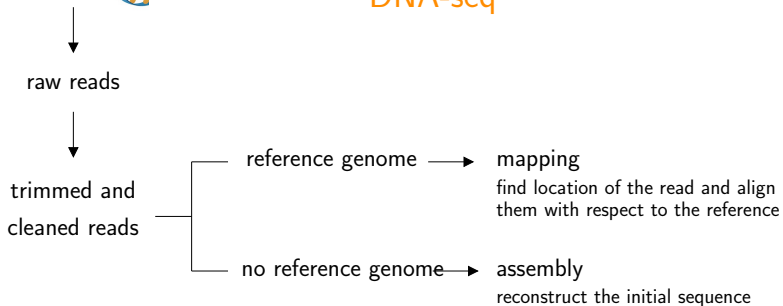 DNA-seq
raw reads
trimmed and
cleaned reads
reference genome
mapping
find location of the read and align
them with respect to the reference
no reference genome
assembly
reconstruct the initial sequence